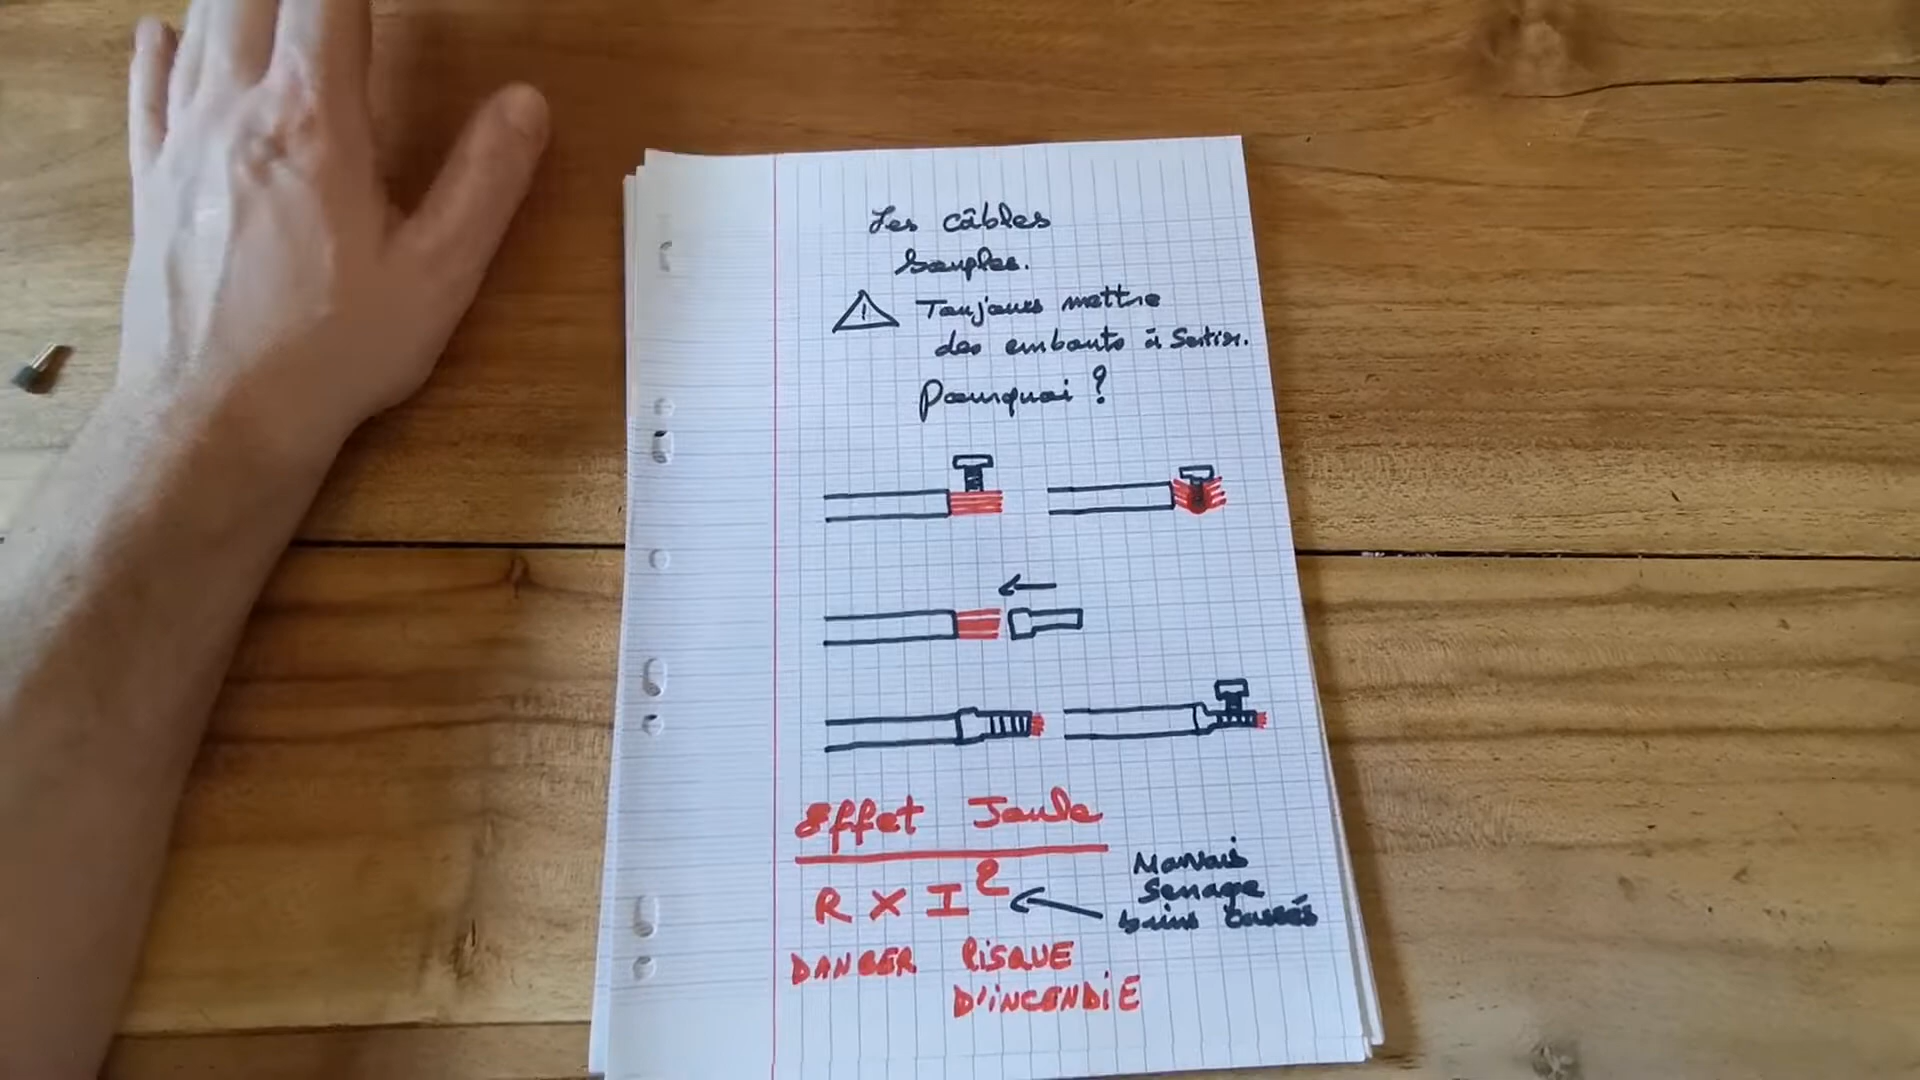 Les câbles
souples.
! Toujours mettre
des embouts à Sertir.
Pourquoi ?
Effet Joule
R X I²
Mauvais
Serrage
brins cassés
DANGER RISQUE
D'iNCENDiE